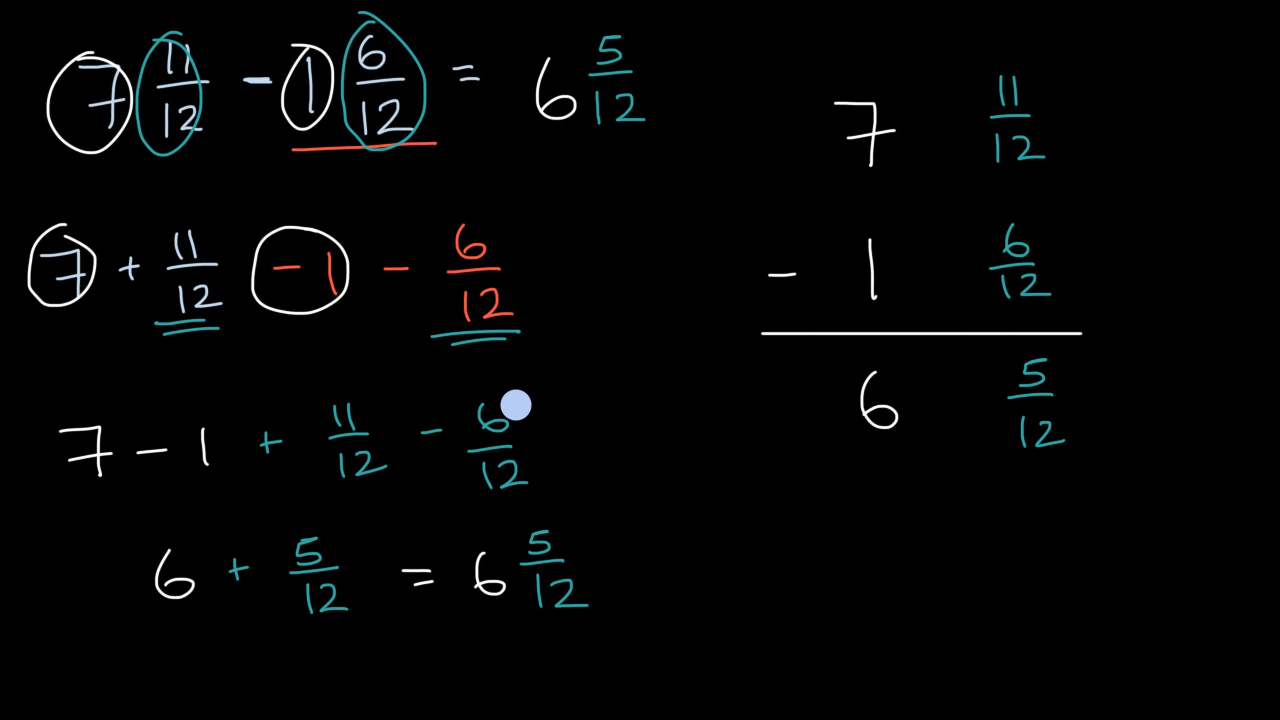 7 11/12 - 1 6/12 = 6 5/12
7 + 11/12 - 1 - 6/12
7 - 1 + 11/12 - 6/12
6 + 5/12 = 6 5/12
7 11/12
- 1 6/12
6 5/12